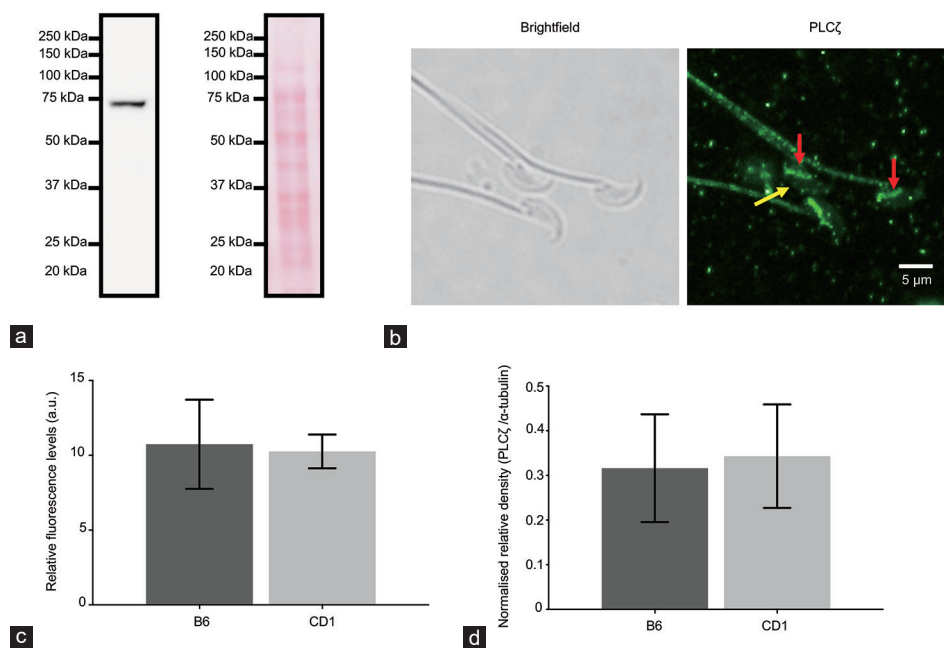 250 kDa
150 kDa
100 kDa
75 kDa
50 kDa
37 kDa
25 kDa
20 kDa
250 kDa
150 kDa
100 kDa
75 kDa
50 kDa
37 kDa
25 kDa
20 kDa
a
Brightfield
PLCζ
5 µm
b
Relative fluorescence levels (a.u.)
15
10
5
0
B6
CD1
c
Normalised relative density (PLCζ /α-tubulin)
0.5
0.4
0.3
0.2
0.1
0
B6
CD1
d